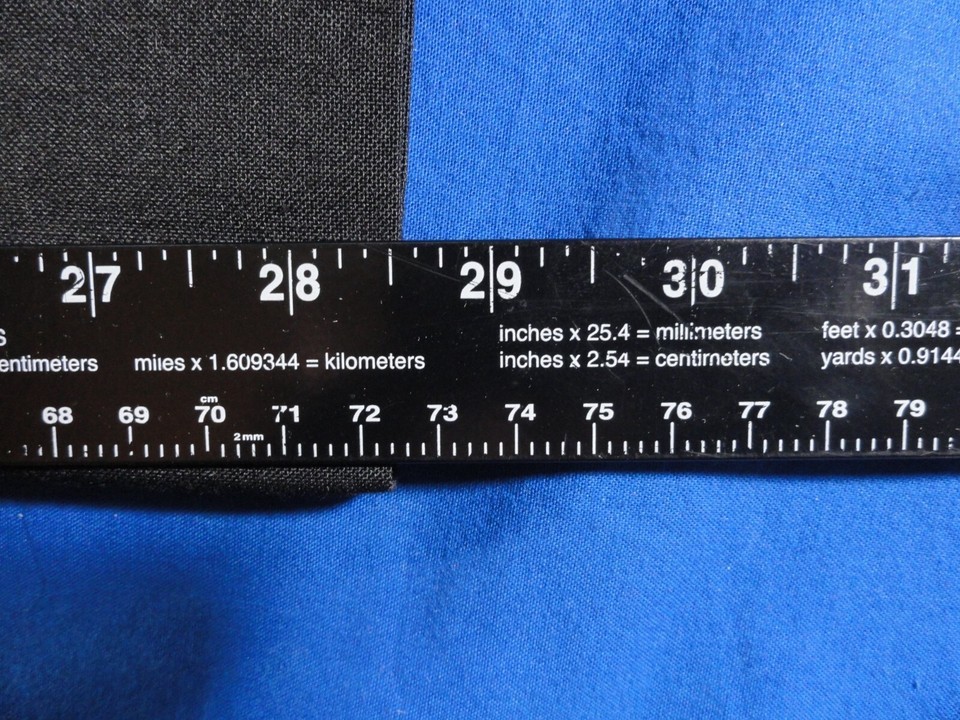 27 28 29 30 31
s
inches x 25.4 = millimeters feet x 0.3048 =
entimeters miles x 1.609344 = kilometers inches x 2.54 = centimeters yards x 0.9144
cm
68 69 70 71 72 73 74 75 76 77 78 79
2mm